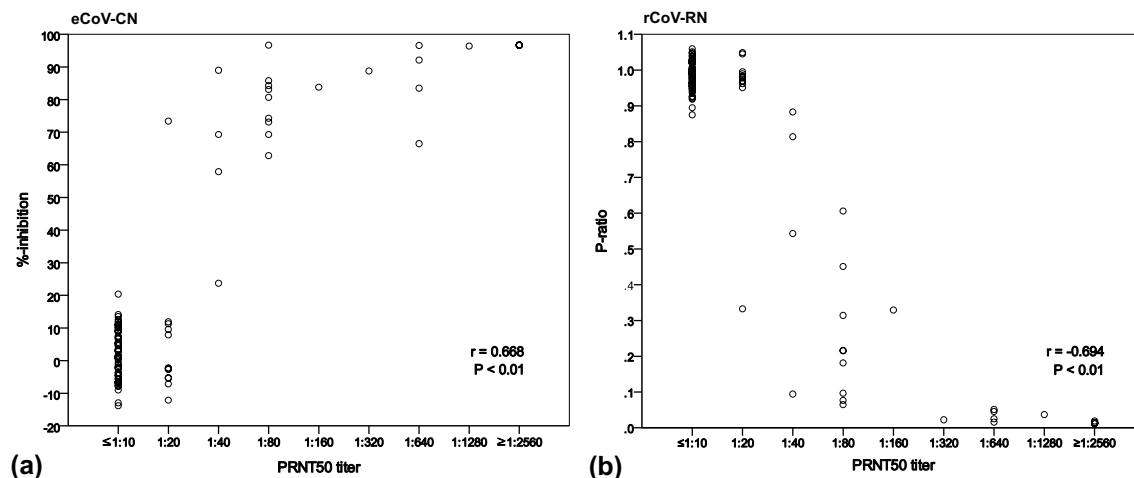 eCoV-CN
100
90
80
70
60
50
40
30
20
10
0
-10
-20
%-inhibition
r = 0.668
P < 0.01
≤1:10 1:20 1:40 1:80 1:160 1:320 1:640 1:1280 ≥1:2560
PRNT50 titer
(a)
rCoV-RN
1.1
1.0
.9
.8
.7
.6
.5
.4
.3
.2
.1
.0
P-ratio
r = -0.694
P < 0.01
≤1:10 1:20 1:40 1:80 1:160 1:320 1:640 1:1280 ≥1:2560
PRNT50 titer
(b)